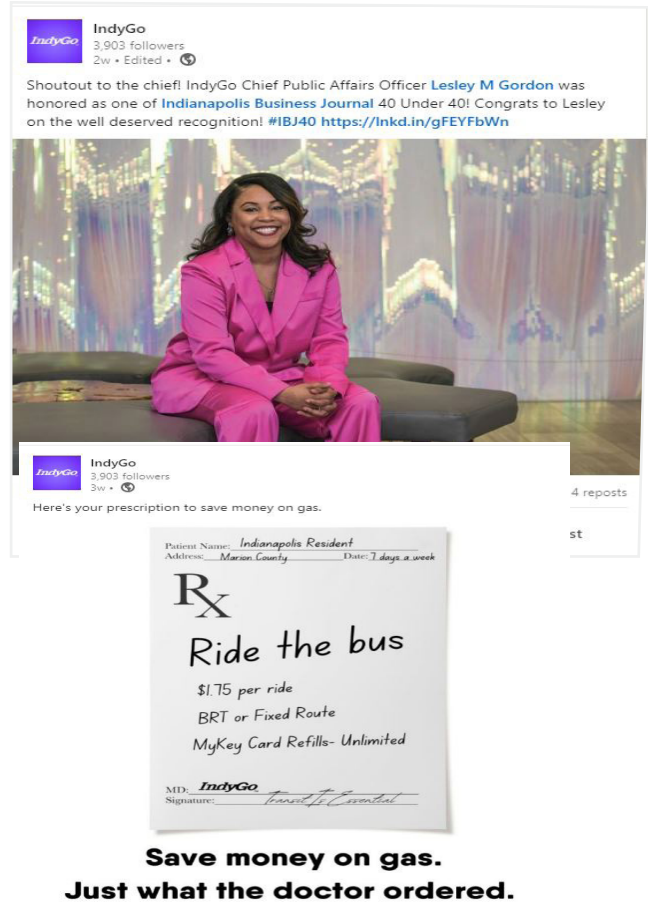 IndyGo
IndyGo
3,903 followers
2w • Edited •
Shoutout to the chief! IndyGo Chief Public Affairs Officer Lesley M Gordon was
honored as one of Indianapolis Business Journal 40 Under 40! Congrats to Lesley
on the well deserved recognition! #IBJ40 https://lnkd.in/gFEYFbWn
4 reposts
st
IndyGo
IndyGo
3,903 followers
3w •
Here's your prescription to save money on gas.
Patient Name: Indianapolis Resident
Address: Marion County Date: 7 days a week
Rx
Ride the bus
$1.75 per ride
BRT or Fixed Route
MyKey Card Refills- Unlimited
MD: IndyGo
Signature: Transit Is Essential
Save money on gas.
Just what the doctor ordered.